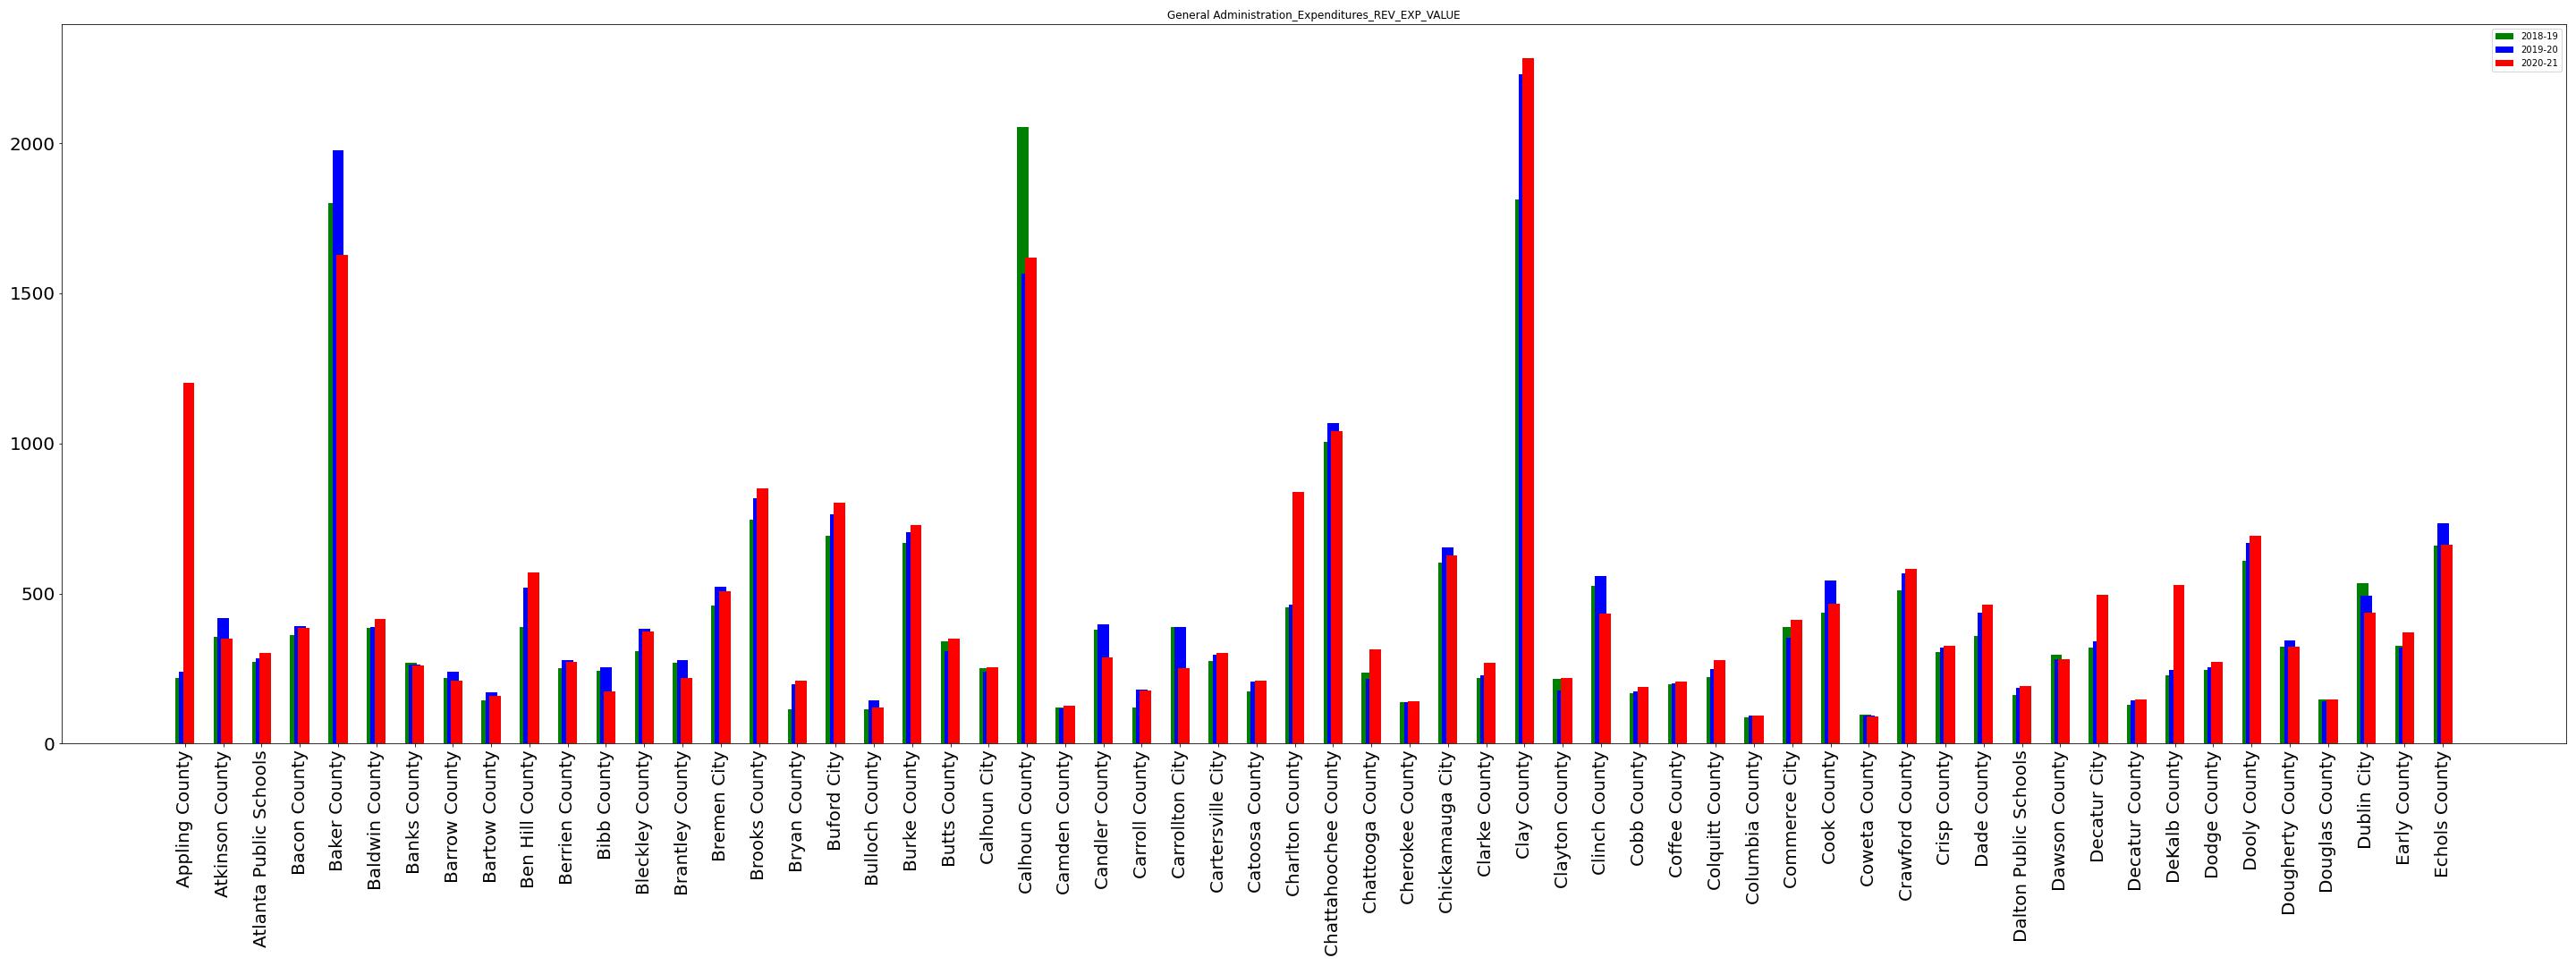 General Administration_Expenditures_REV_EXP_VALUE
2018-19
2019-20
2020-21
2000
1500
1000
500
0
Appling County
Atkinson County
Atlanta Public Schools
Bacon County
Baker County
Baldwin County
Banks County
Barrow County
Bartow County
Ben Hill County
Berrien County
Bibb County
Bleckley County
Brantley County
Bremen City
Brooks County
Bryan County
Buford City
Bulloch County
Burke County
Butts County
Calhoun City
Calhoun County
Camden County
Candler County
Carroll County
Carrollton City
Cartersville City
Catoosa County
Charlton County
Chattahoochee County
Chattooga County
Cherokee County
Chickamauga City
Clarke County
Clay County
Clayton County
Clinch County
Cobb County
Coffee County
Colquitt County
Columbia County
Commerce City
Cook County
Coweta County
Crawford County
Crisp County
Dade County
Dalton Public Schools
Dawson County
Decatur City
Decatur County
DeKalb County
Dodge County
Dooly County
Dougherty County
Douglas County
Dublin City
Early County
Echols County